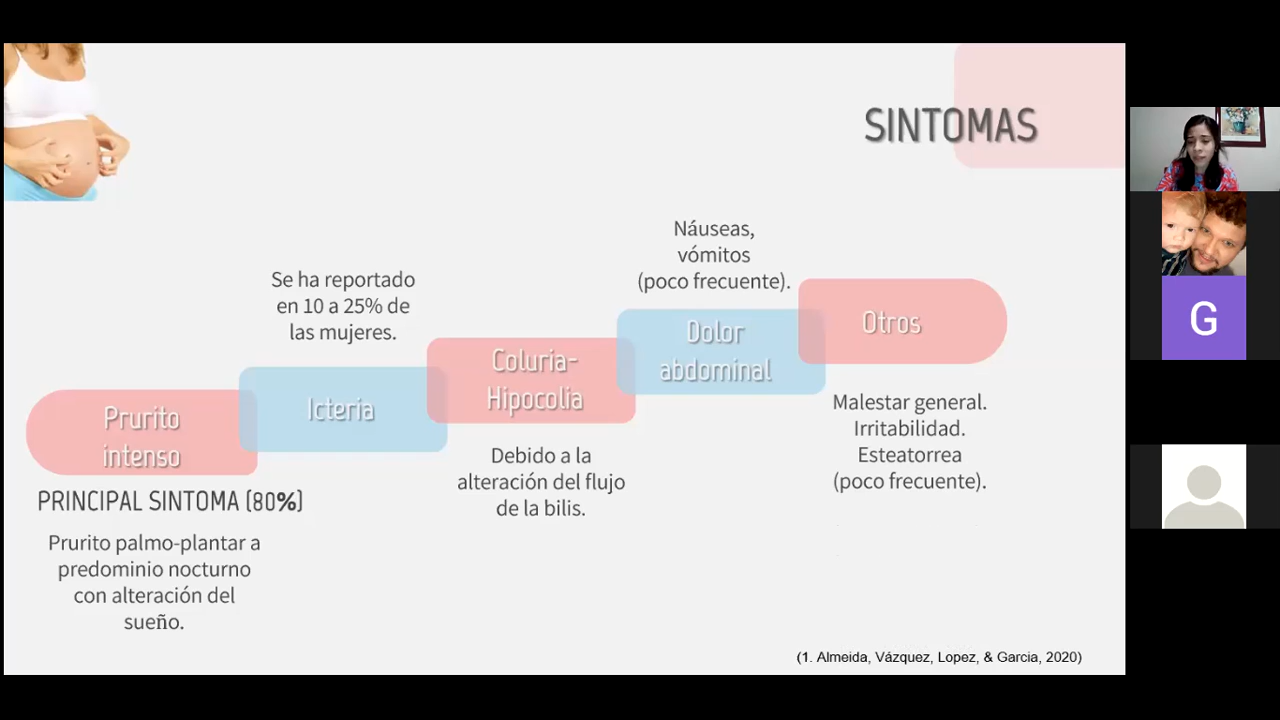 SINTOMAS
Prurito
intenso
PRINCIPAL SINTOMA (80%)
Prurito palmo-plantar a
predominio nocturno
con alteración del
sueño.
Se ha reportado
en 10 a 25% de
las mujeres.
Icteria
Coluria-
Hipocolia
Debido a la
alteración del flujo
de la bilis.
Náuseas,
vómitos
(poco frecuente).
Dolor
abdominal
Otros
Malestar general.
Irritabilidad.
Esteatorrea
(poco frecuente).
(1. Almeida, Vázquez, Lopez, & Garcia, 2020)
G